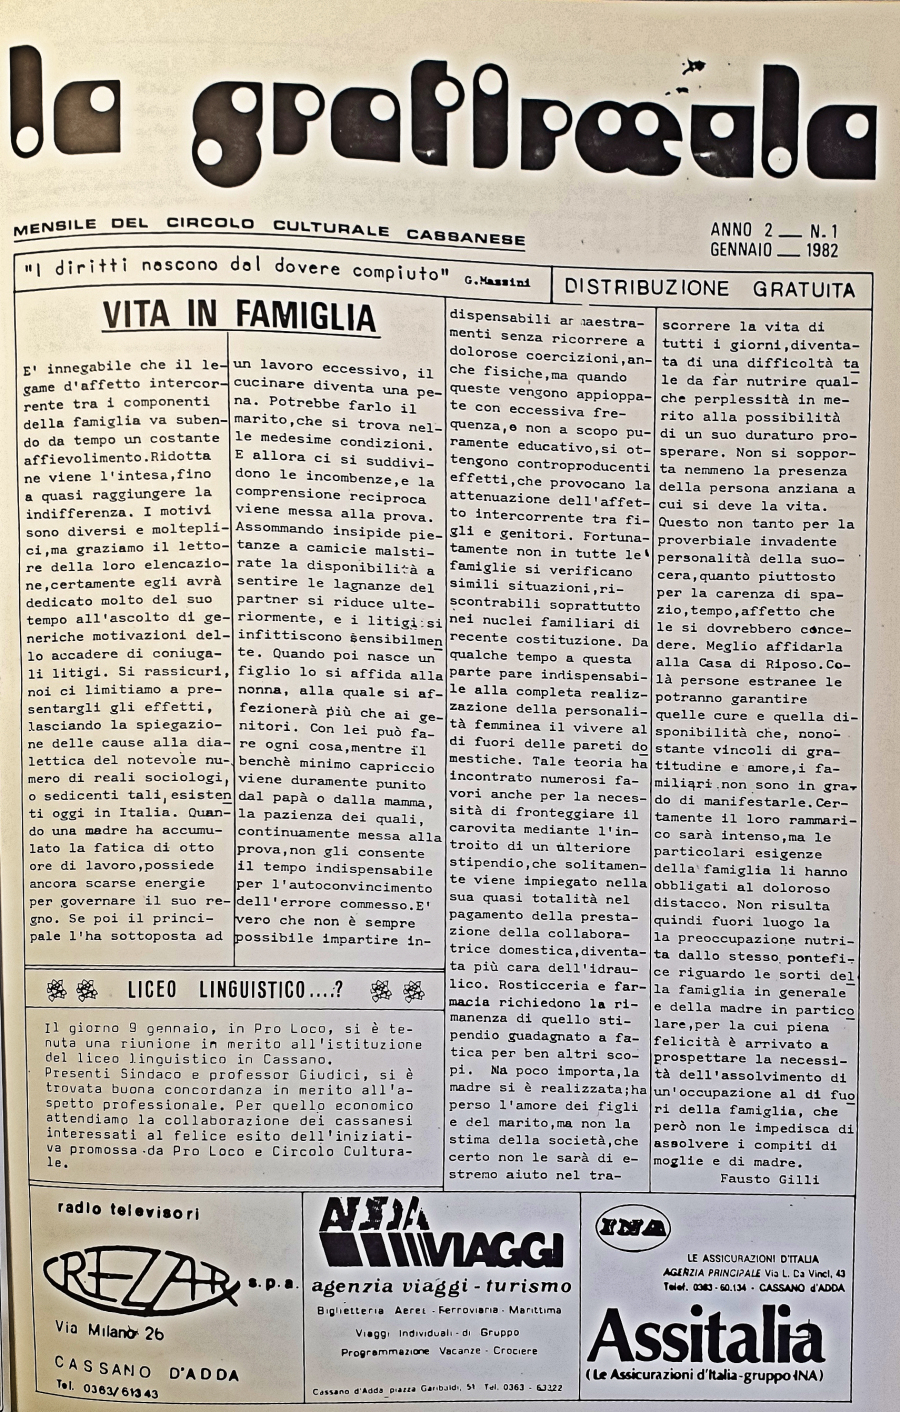 la gratiroeula
MENSILE DEL CIRCOLO CULTURALE CASSANESE
ANNO 2 — N.1
GENNAIO — 1982
"I diritti nascono dal dovere compiuto" G.Mazzini
DISTRIBUZIONE GRATUITA
VITA IN FAMIGLIA
E' innegabile che il le-
game d'affetto intercor-
rente tra i componenti
della famiglia va suben-
do da tempo un costante
affievolimento.Ridotta
ne viene l'intesa,fino
a quasi raggiungere la
indifferenza. I motivi
sono diversi e moltepli-
ci,ma graziamo il letto-
re della loro elencazio-
ne,certamente egli avrà
dedicato molto del suo
tempo all'ascolto di ge-
neriche motivazioni del-
lo accadere di coniuga-
li litigi. Si rassicuri,
noi ci limitiamo a pre-
sentargli gli effetti,
lasciando la spiegazio-
ne delle cause alla dia-
lettica del notevole nu-
mero di reali sociologi,
o sedicenti tali,esisten
ti oggi in Italia. Quan-
do una madre ha accumu-
lato la fatica di otto
ore di lavoro,possiede
ancora scarse energie
per governare il suo re-
gno. Se poi il princi-
pale l'ha sottoposta ad
un lavoro eccessivo, il
cucinare diventa una pe-
na. Potrebbe farlo il
marito,che si trova nel-
le medesime condizioni.
E allora ci si suddivi-
dono le incombenze,e la
comprensione reciproca
viene messa alla prova.
Assommando insipide pie-
tanze a camicie malsti-
rate la disponibilità a
sentire le lagnanze del
partner si riduce ulte-
riormente, e i litigi si
infittiscono sensibilmen
te. Quando poi nasce un
figlio lo si affida alla
nonna, alla quale si af-
fezionerà più che ai ge-
nitori. Con lei può fa-
re ogni cosa,mentre il
benchè minimo capriccio
viene duramente punito
dal papà o dalla mamma,
la pazienza dei quali,
continuamente messa alla
prova,non gli consente
il tempo indispensabile
per l'autoconvincimento
dell'errore commesso.E'
vero che non è sempre
possibile impartire in-
dispensabili ammaestra-
menti senza ricorrere a
dolorose coercizioni,an-
che fisiche,ma quando
queste vengono appioppa-
te con eccessiva fre-
quenza,e non a scopo pu-
ramente educativo,si ot-
tengono controproducenti
effetti,che provocano la
attenuazione dell'affet-
to intercorrente tra fi-
gli e genitori. Fortuna-
tamente non in tutte le
famiglie si verificano
simili situazioni,ri-
scontrabili soprattutto
nei nuclei familiari di
recente costituzione. Da
qualche tempo a questa
parte pare indispensabi-
le alla completa realiz-
zazione della personali-
tà femminea il vivere al
di fuori delle pareti do
mestiche. Tale teoria ha
incontrato numerosi fa-
vori anche per la neces-
sità di fronteggiare il
carovita mediante l'in-
troito di un ulteriore
stipendio,che solitamen-
te viene impiegato nella
sua quasi totalità nel
pagamento della presta-
zione della collabora-
trice domestica,diventa-
ta più cara dell'idrau-
lico. Rosticceria e far-
macia richiedono la ri-
manenza di quello sti-
pendio guadagnato a fa-
tica per ben altri sco-
pi. Na poco importa,la
madre si è realizzata;ha
perso l'amore dei figli
e del marito,ma non la
stima della società,che
certo non le sarà di e-
stremo aiuto nel tra-
scorrere la vita di
tutti i giorni,diventa-
ta di una difficoltà ta
le da far nutrire qual-
che perplessità in me-
rito alla possibilità
di un suo duraturo pro-
sperare. Non si soppor-
ta nemmeno la presenza
della persona anziana a
cui si deve la vita.
Questo non tanto per la
proverbiale invadente
personalità della suo-
cera,quanto piuttosto
per la carenza di spa-
zio,tempo,affetto che
le si dovrebbero conce-
dere. Meglio affidarla
alla Casa di Riposo.Co-
là persone estranee le
potranno garantire
quelle cure e quella di-
sponibilità che, nono-
stante vincoli di gra-
titudine e amore,i fa-
miliari non sono in gra-
do di manifestarle.Cer-
tamente il loro rammari-
co sarà intenso,ma le
particolari esigenze
della famiglia li hanno
obbligati al doloroso
distacco. Non risulta
quindi fuori luogo la
la preoccupazione nutri-
ta dallo stesso pontefi-
ce riguardo le sorti del
la famiglia in generale
e della madre in partico
lare,per la cui piena
felicità è arrivato a
prospettare la necessi-
tà dell'assolvimento di
un'occupazione al di fuo
ri della famiglia, che
però non le impedisca di
assolvere i compiti di
moglie e di madre.
Fausto Gilli
LICEO LINGUISTICO....?
Il giorno 9 gennaio, in Pro Loco, si è te-
nuta una riunione in merito all'istituzione
del liceo linguistico in Cassano.
Presenti Sindaco e professor Giudici, si è
trovata buona concordanza in merito all'a-
spetto professionale. Per quello economico
attendiamo la collaborazione dei cassanesi
interessati al felice esito dell'iniziati-
va promossa da Pro Loco e Circolo Cultura-
le.
radio televisori
CREZAR s.p.a.
Via Milano 26
CASSANO D'ADDA
Tel. 0363/61343
ADDA VIAGGI
agenzia viaggi - turismo
Biglietteria Aerei - Ferroviaria - Marittima
Viaggi Individuali - di Gruppo
Programmazione Vacanze - Crociere
Cassano d'Adda piazza Garibaldi, 51 Tel. 0363 - 63322
INA
LE ASSICURAZIONI D'ITALIA
AGENZIA PRINCIPALE Via L. Da Vinci, 43
Telef. 0363 - 60.134 - CASSANO d'ADDA
Assitalia
(Le Assicurazioni d'Italia-gruppo INA)